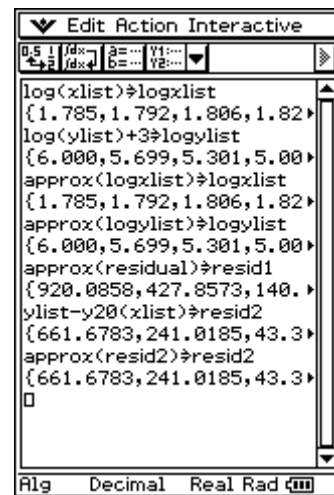 Edit Action Interactive
log(xlist)⇒logxlist
{1.785,1.792,1.806,1.82
log(ylist)+3⇒logylist
{6.000,5.699,5.301,5.00
approx(logxlist)⇒logxlist
{1.785,1.792,1.806,1.82
approx(logylist)⇒logylist
{6.000,5.699,5.301,5.00
approx(residual)⇒resid1
{920.0858,427.8573,140.
ylist-y20(xlist)⇒resid2
{661.6783,241.0185,43.3
approx(resid2)⇒resid2
{661.6783,241.0185,43.3
Alg Decimal Real Rad